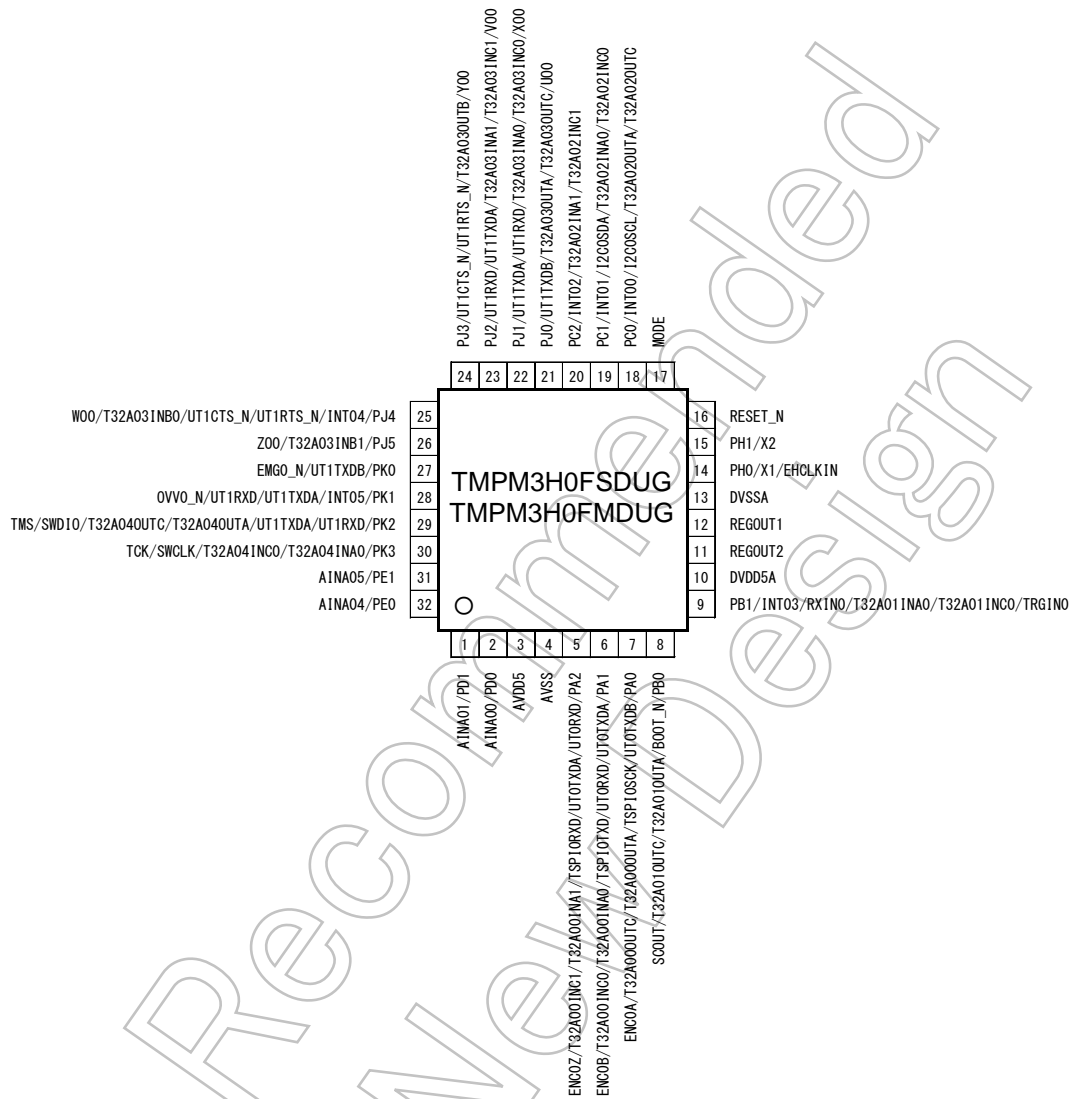 PJ3/UT1CTS_N/UT1RTS_N/T32A03OUTB/YO0
PJ2/UT1RXD/UT1TXDA/T32A03INA1/T32A03INC1/VO0
PJ1/UT1TXDA/UT1RXD/T32A03INA0/T32A03INC0/XO0
PJ0/UT1TXDB/T32A03OUTA/T32A03OUTC/UO0
PC2/INT02/T32A02INA1/T32A02INC1
PC1/INT01/I2C0SDA/T32A02INA0/T32A02INC0
PC0/INT00/I2C0SCL/T32A02OUTA/T32A02OUTC
MODE
24 23 22 21 20 19 18 17
WO0/T32A03INB0/UT1CTS_N/UT1RTS_N/INT04/PJ4 25
ZO0/T32A03INB1/PJ5 26
EMG0_N/UT1TXDB/PK0 27
OVV0_N/UT1RXD/UT1TXDA/INT05/PK1 28
TMS/SWDIO/T32A04OUTC/T32A04OUTA/UT1TXDA/UT1RXD/PK2 29
TCK/SWCLK/T32A04INC0/T32A04INA0/PK3 30
AINA05/PE1 31
AINA04/PE0 32
TMPM3H0FSDUG
TMPM3H0FMDUG
16 RESET_N
15 PH1/X2
14 PH0/X1/EHCLKIN
13 DVSSA
12 REGOUT1
11 REGOUT2
10 DVDD5A
9 PB1/INT03/RXIN0/T32A01INA0/T32A01INC0/TRGIN0
1 2 3 4 5 6 7 8
AINA01/PD1
AINA00/PD0
AVDD5
AVSS
ENC0Z/T32A00INC1/T32A00INA1/TSPI0RXD/UT0TXDA/UT0RXD/PA2
ENC0B/T32A00INC0/T32A00INA0/TSPI0TXD/UT0RXD/UT0TXDA/PA1
ENC0A/T32A00OUTC/T32A00OUTA/TSPI0SCK/UT0TXDB/PA0
SCOUT/T32A01OUTC/T32A01OUTA/BOOT_N/PB0
Recommended
New Design